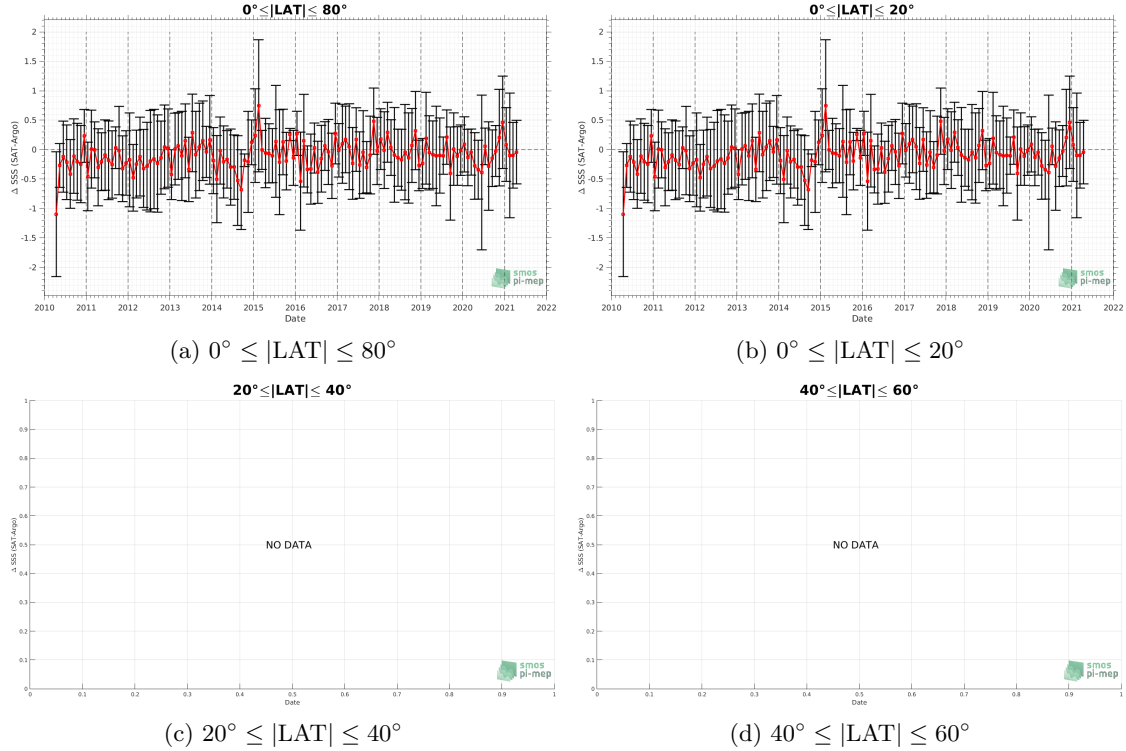 0°≤|LAT|≤ 80°
2
1.5
1
0.5
0
-0.5
-1
-1.5
-2
Δ SSS (SAT-Argo)
2010 2011 2012 2013 2014 2015 2016 2017 2018 2019 2020 2021 2022
Date
smos
pi-mep
(a) 0° ≤ |LAT| ≤ 80°
0°≤|LAT|≤ 20°
2
1.5
1
0.5
0
-0.5
-1
-1.5
-2
Δ SSS (SAT-Argo)
2010 2011 2012 2013 2014 2015 2016 2017 2018 2019 2020 2021 2022
Date
smos
pi-mep
(b) 0° ≤ |LAT| ≤ 20°
20°≤|LAT|≤ 40°
1
0.9
0.8
0.7
0.6
0.5
0.4
0.3
0.2
0.1
0
Δ SSS (SAT-Argo)
NO DATA
0 0.1 0.2 0.3 0.4 0.5 0.6 0.7 0.8 0.9 1
Date
smos
pi-mep
(c) 20° ≤ |LAT| ≤ 40°
40°≤|LAT|≤ 60°
1
0.9
0.8
0.7
0.6
0.5
0.4
0.3
0.2
0.1
0
Δ SSS (SAT-Argo)
NO DATA
0 0.1 0.2 0.3 0.4 0.5 0.6 0.7 0.8 0.9 1
Date
smos
pi-mep
(d) 40° ≤ |LAT| ≤ 60°